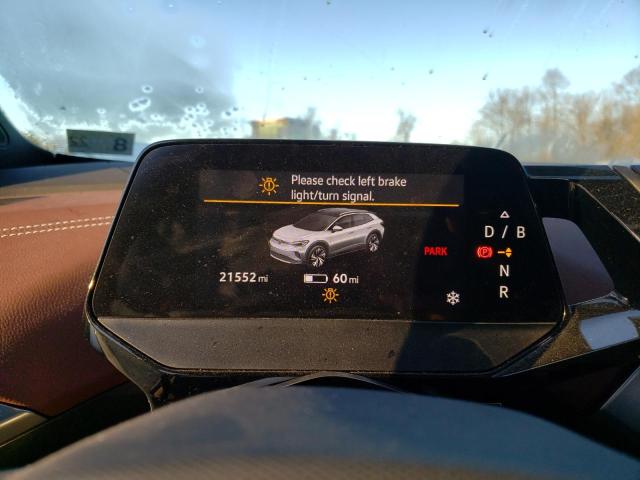 Please check left brake
light/turn signal.
D / B
PARK P
N
R
21552 mi 60 mi